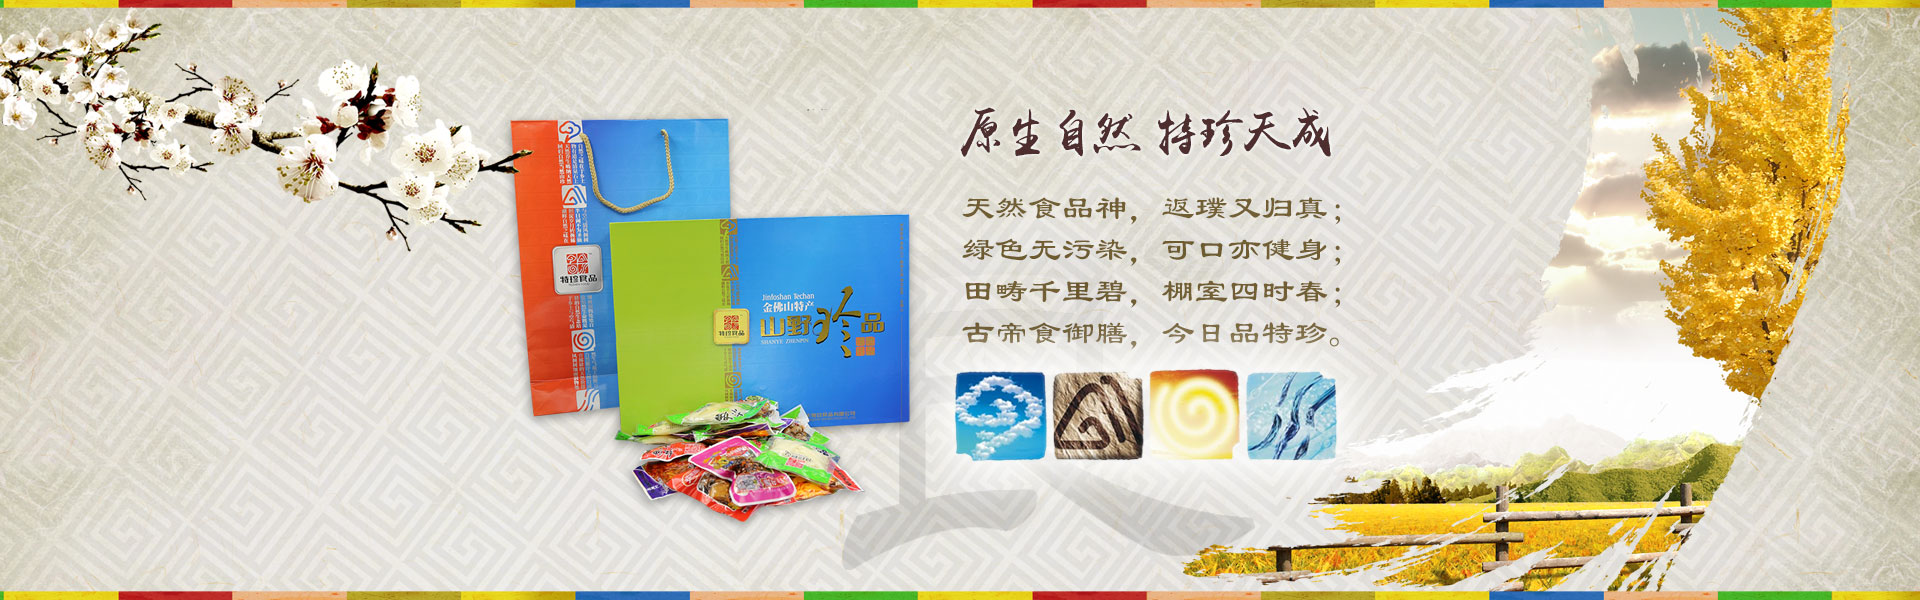 原生自然 特珍天成
天然食品神，返璞又归真；
绿色无污染，可口亦健身；
田畴千里碧，棚室四时春；
古帝食御膳，今日品特珍。
特珍食品
Jinfoshan Techan
金佛山特产
山野珍品
SHANYE ZHENPIN
特珍食品